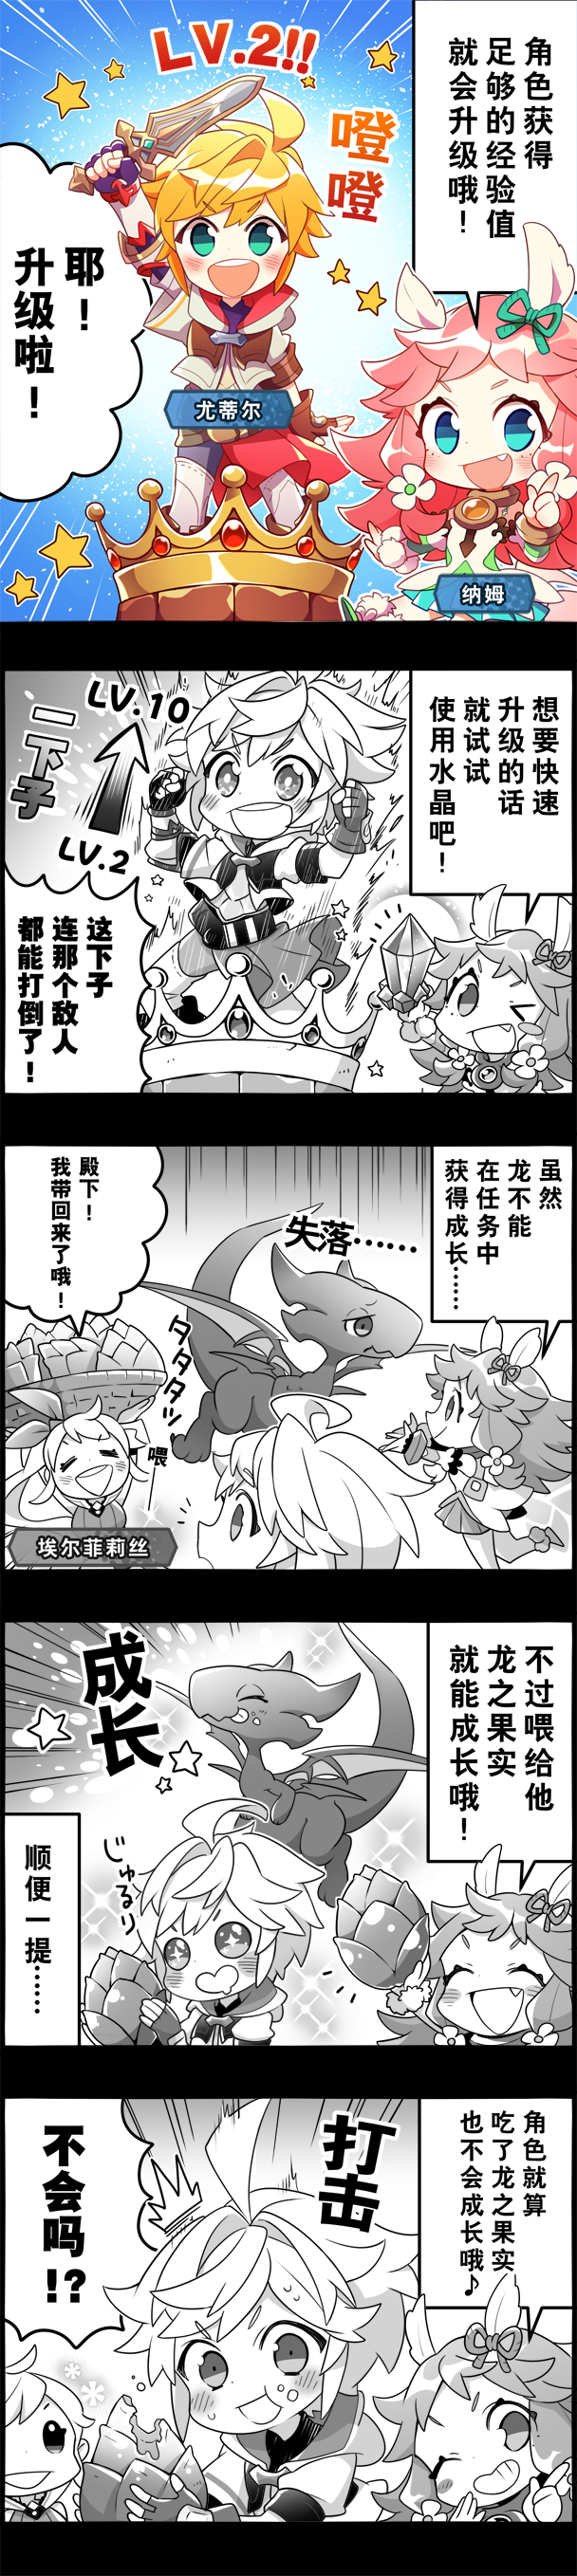 角色获得
足够的经验值
就会升级哦！
LV.2!!
噔
噔
耶！
升级啦！
尤蒂尔
纳姆
想要快速
升级的话
就试试
使用水晶吧！
LV.10
一下子
LV.2
这下子
连那个敌人
都能打倒了！
虽然
龙不能
在任务中
获得成长……
失落……
殿下！
我带回来了哦！
タタタッ
喂
埃尔菲莉丝
不过喂给他
龙之果实
就能成长哦！
成长
じゅるり
顺便一提……
角色就算
吃了龙之果实
也不会成长哦♪
打击
不会吗!?